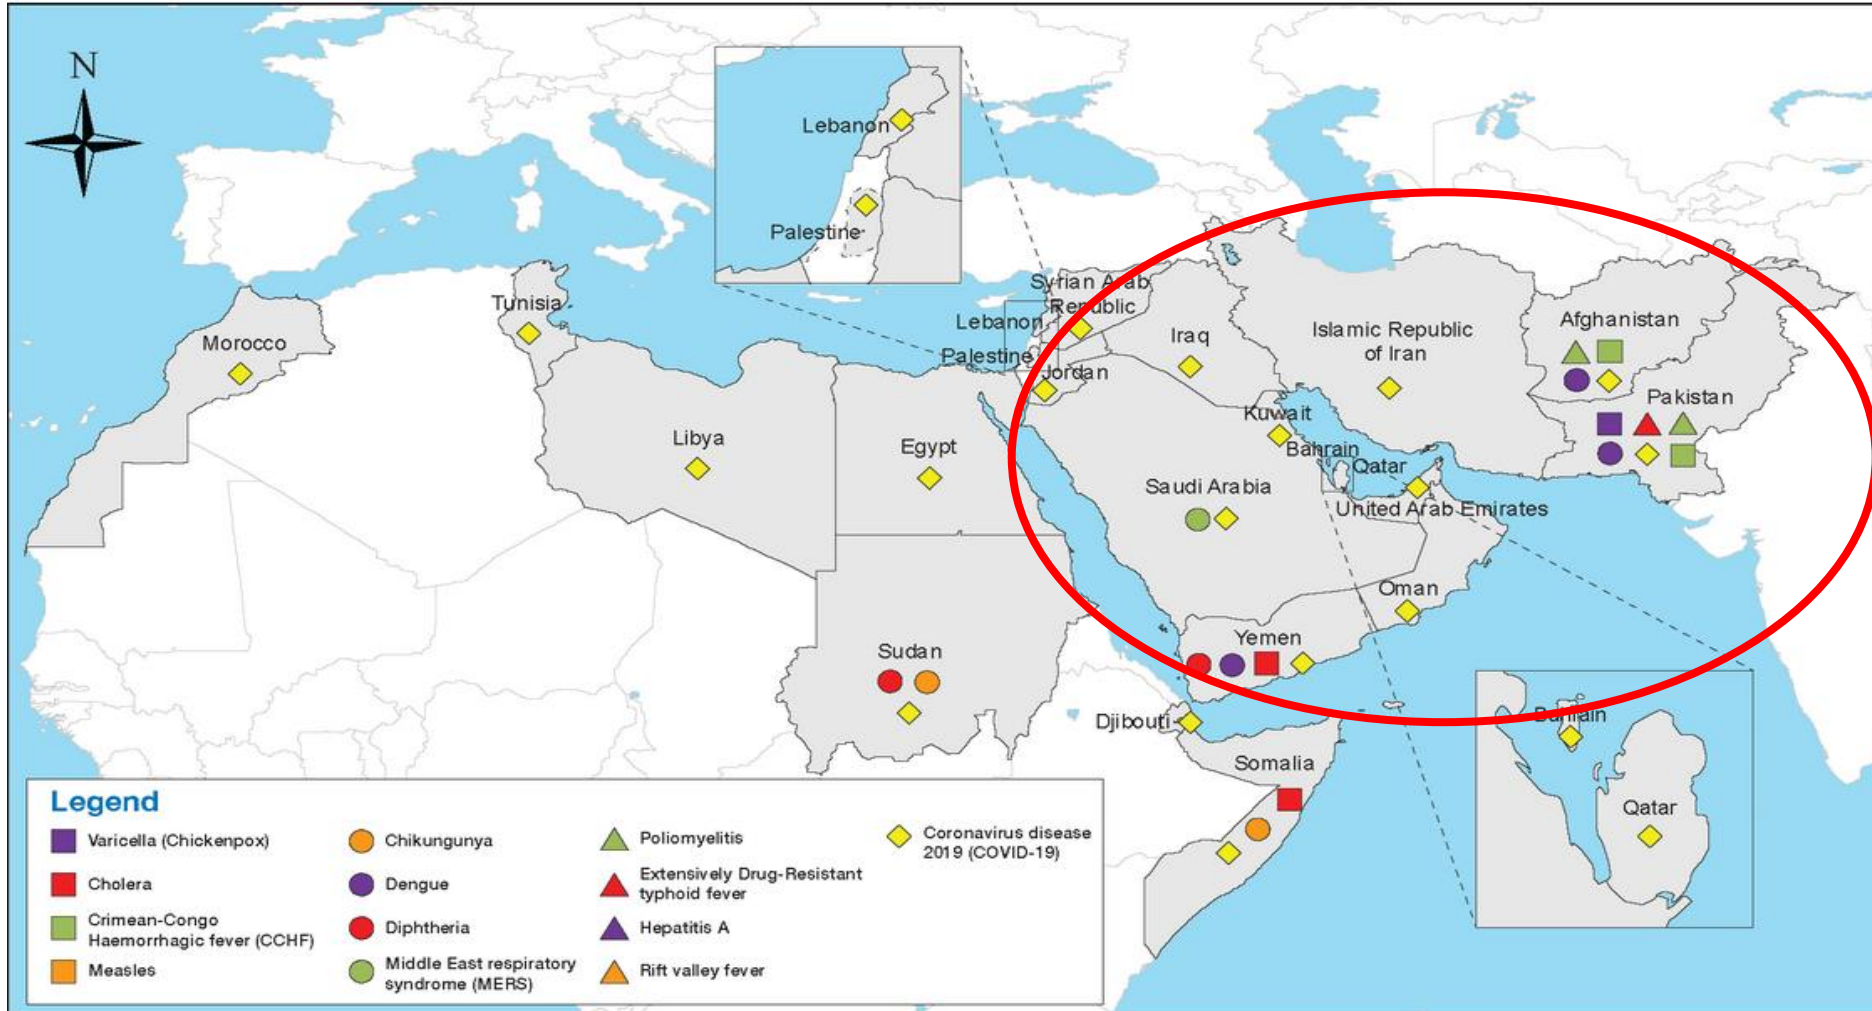 N
Lebanon
Palestine
Tunisia
Morocco
Syrian Arab
Republic
Lebanon
Palestine
Jordan
Iraq
Islamic Republic
of Iran
Afghanistan
Pakistan
Kuwait
Bahrain
Qatar
Libya
Egypt
Saudi Arabia
United Arab Emirates
Oman
Yemen
Sudan
Djibouti
Somalia
Bahrain
Qatar
Legend
Varicella (Chickenpox)
Cholera
Crimean-Congo
Haemorrhagic fever (CCHF)
Measles
Chikungunya
Dengue
Diphtheria
Middle East respiratory
syndrome (MERS)
Poliomyelitis
Extensively Drug-Resistant
typhoid fever
Hepatitis A
Rift valley fever
Coronavirus disease
2019 (COVID-19)